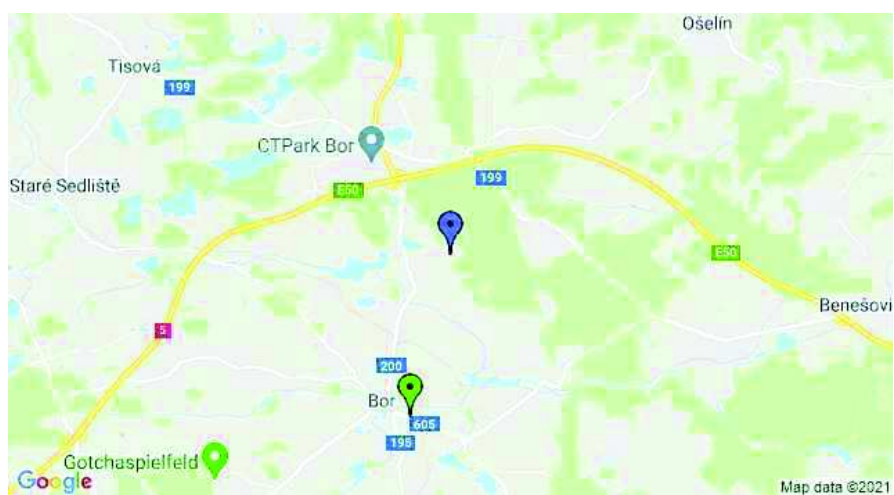 Ošelín
Tisová
199
CTPark Bor
199
Staré Sedliště
E50
E50
Benešovi
5
200
Bor
605
195
Gotchaspielfeld
Google
Map data ©2021